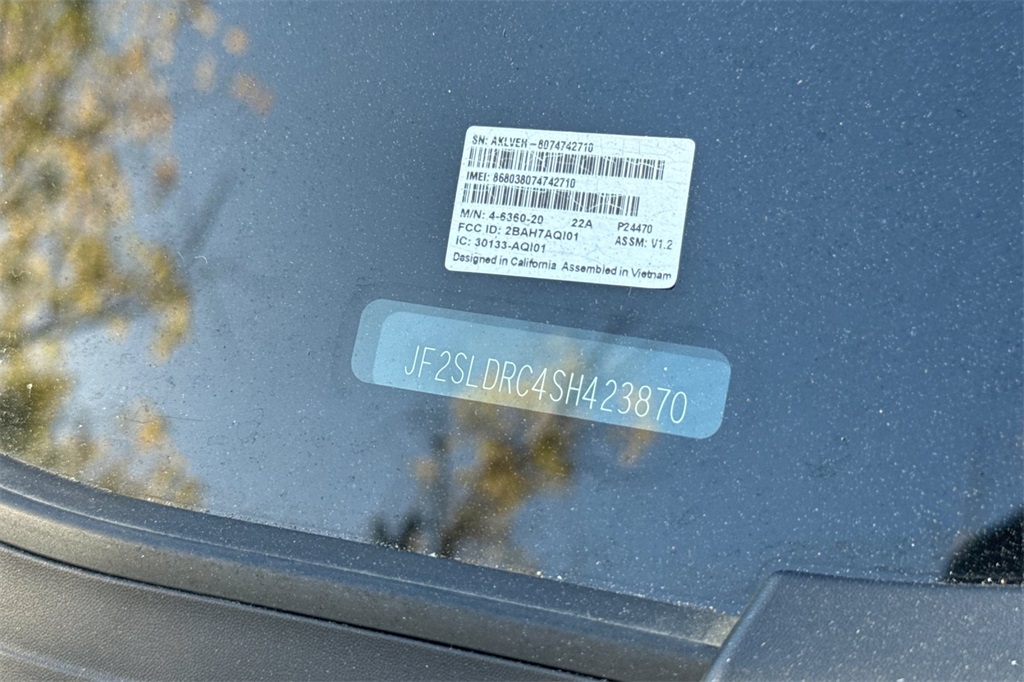 SN: AKLVEH-8074742710
IMEI: 868038074742710
M/N: 4-6360-20 22A P24470
FCC ID: 2BAH7AQI01 ASSM: V1.2
IC: 30133-AQI01
Designed in California Assembled in Vietnam
JF2SLDRC4SH423870